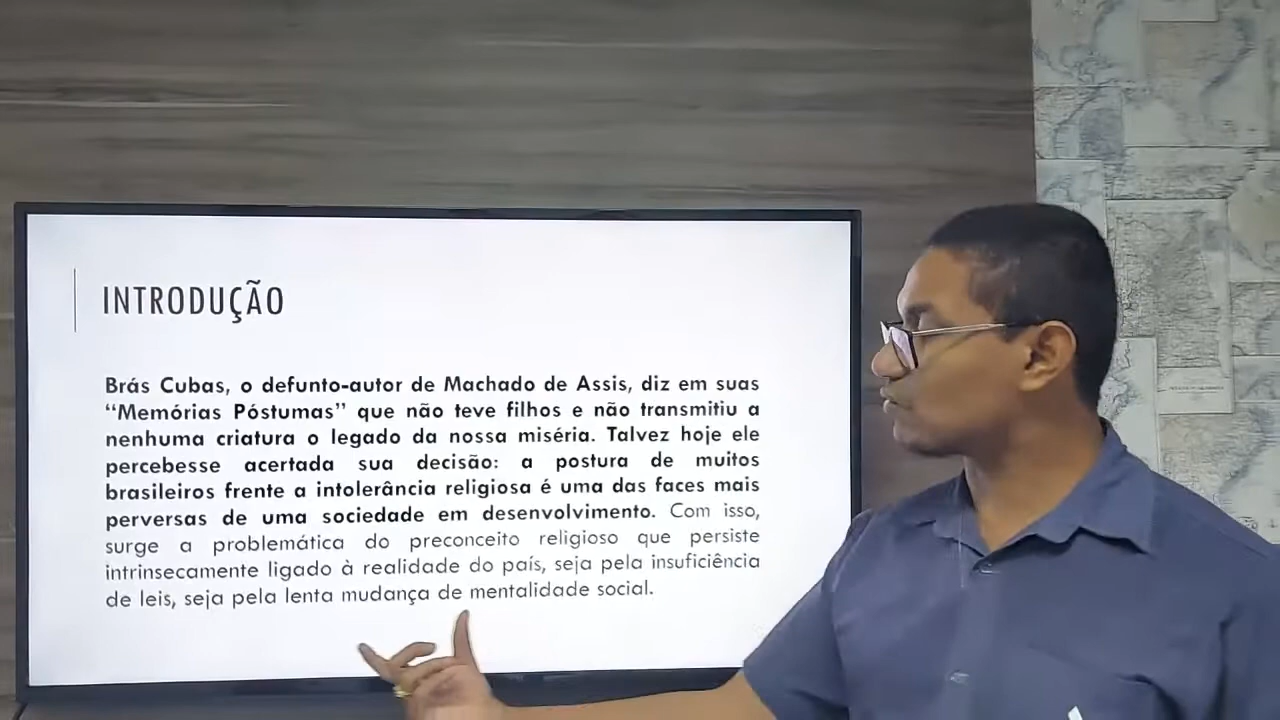 INTRODUÇÃO
Brás Cubas, o defunto-autor de Machado de Assis, diz em suas
“Memórias Póstumas” que não teve filhos e não transmitiu a
nenhuma criatura o legado da nossa miséria. Talvez hoje ele
percebesse acertada sua decisão: a postura de muitos
brasileiros frente a intolerância religiosa é uma das faces mais
perversas de uma sociedade em desenvolvimento. Com isso,
surge a problemática do preconceito religioso que persiste
intrinsecamente ligado à realidade do país, seja pela insuficiência
de leis, seja pela lenta mudança de mentalidade social.